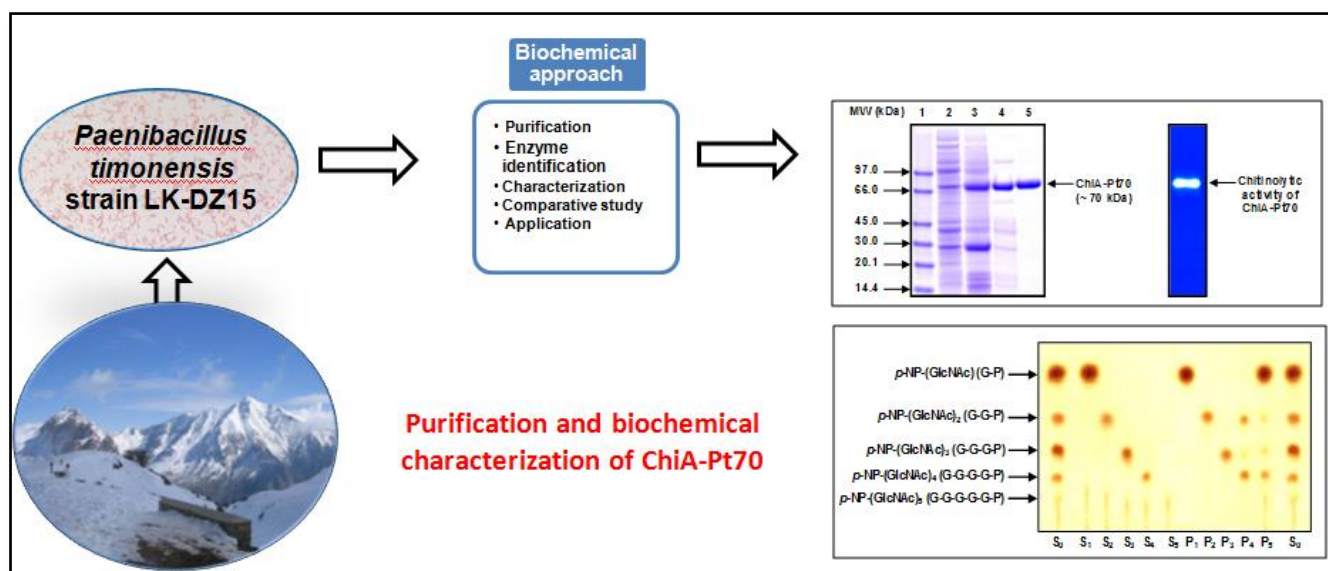 Paenibacillus
timonensis
strain LK-DZ15
Biochemical
approach
• Purification
• Enzyme
identification
• Characterization
• Comparative study
• Application
MW (kDa) 1 2 3 4 5
97.0
66.0
45.0
30.0
20.1
14.4
ChiA-Pt70
(~ 70 kDa)
Chitinolytic
activity of
ChiA-Pt70
Purification and biochemical
characterization of ChiA-Pt70
p-NP-(GlcNAc) (G-P)
p-NP-(GlcNAc)₂ (G-G-P)
p-NP-(GlcNAc)₃ (G-G-G-P)
p-NP-(GlcNAc)₄ (G-G-G-G-P)
p-NP-(GlcNAc)₅ (G-G-G-G-G-P)
S₀ S₁ S₂ S₃ S₄ S₅ P₁ P₂ P₃ P₄ P₅ S₀